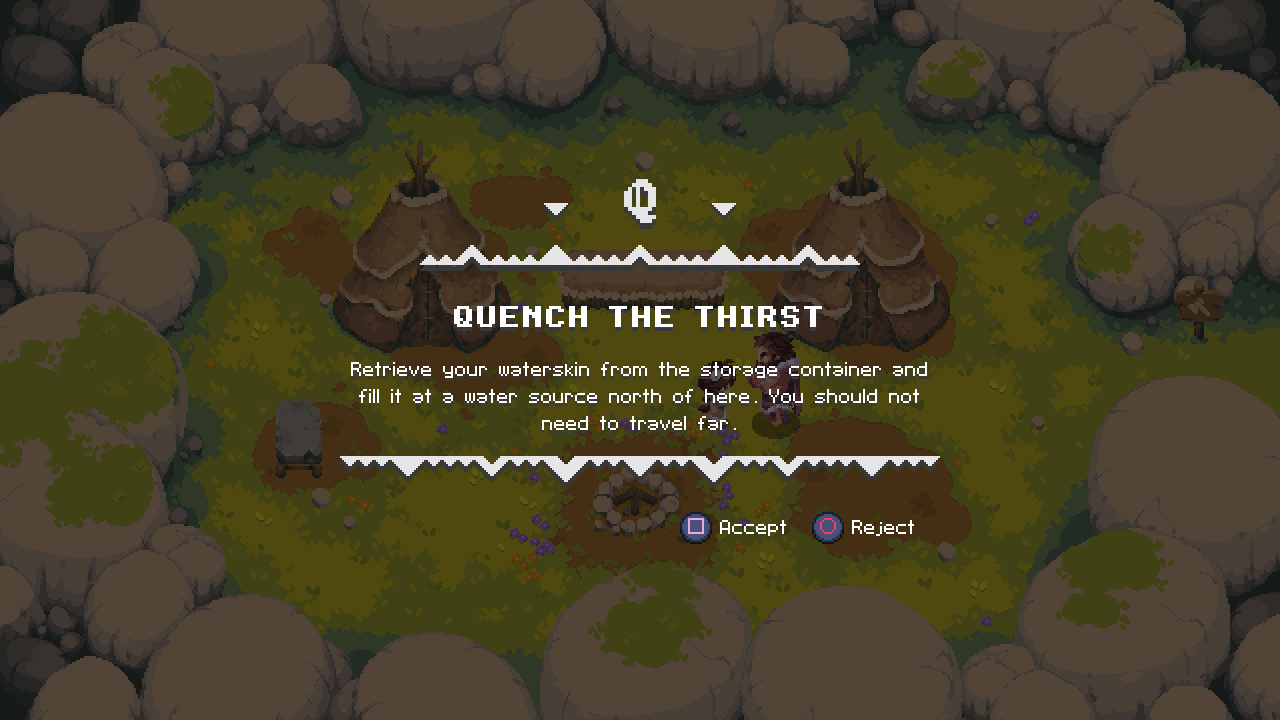 Q
QUENCH THE THIRST
Retrieve your waterskin from the storage container and
fill it at a water source north of here. You should not
need to travel far.
Accept Reject